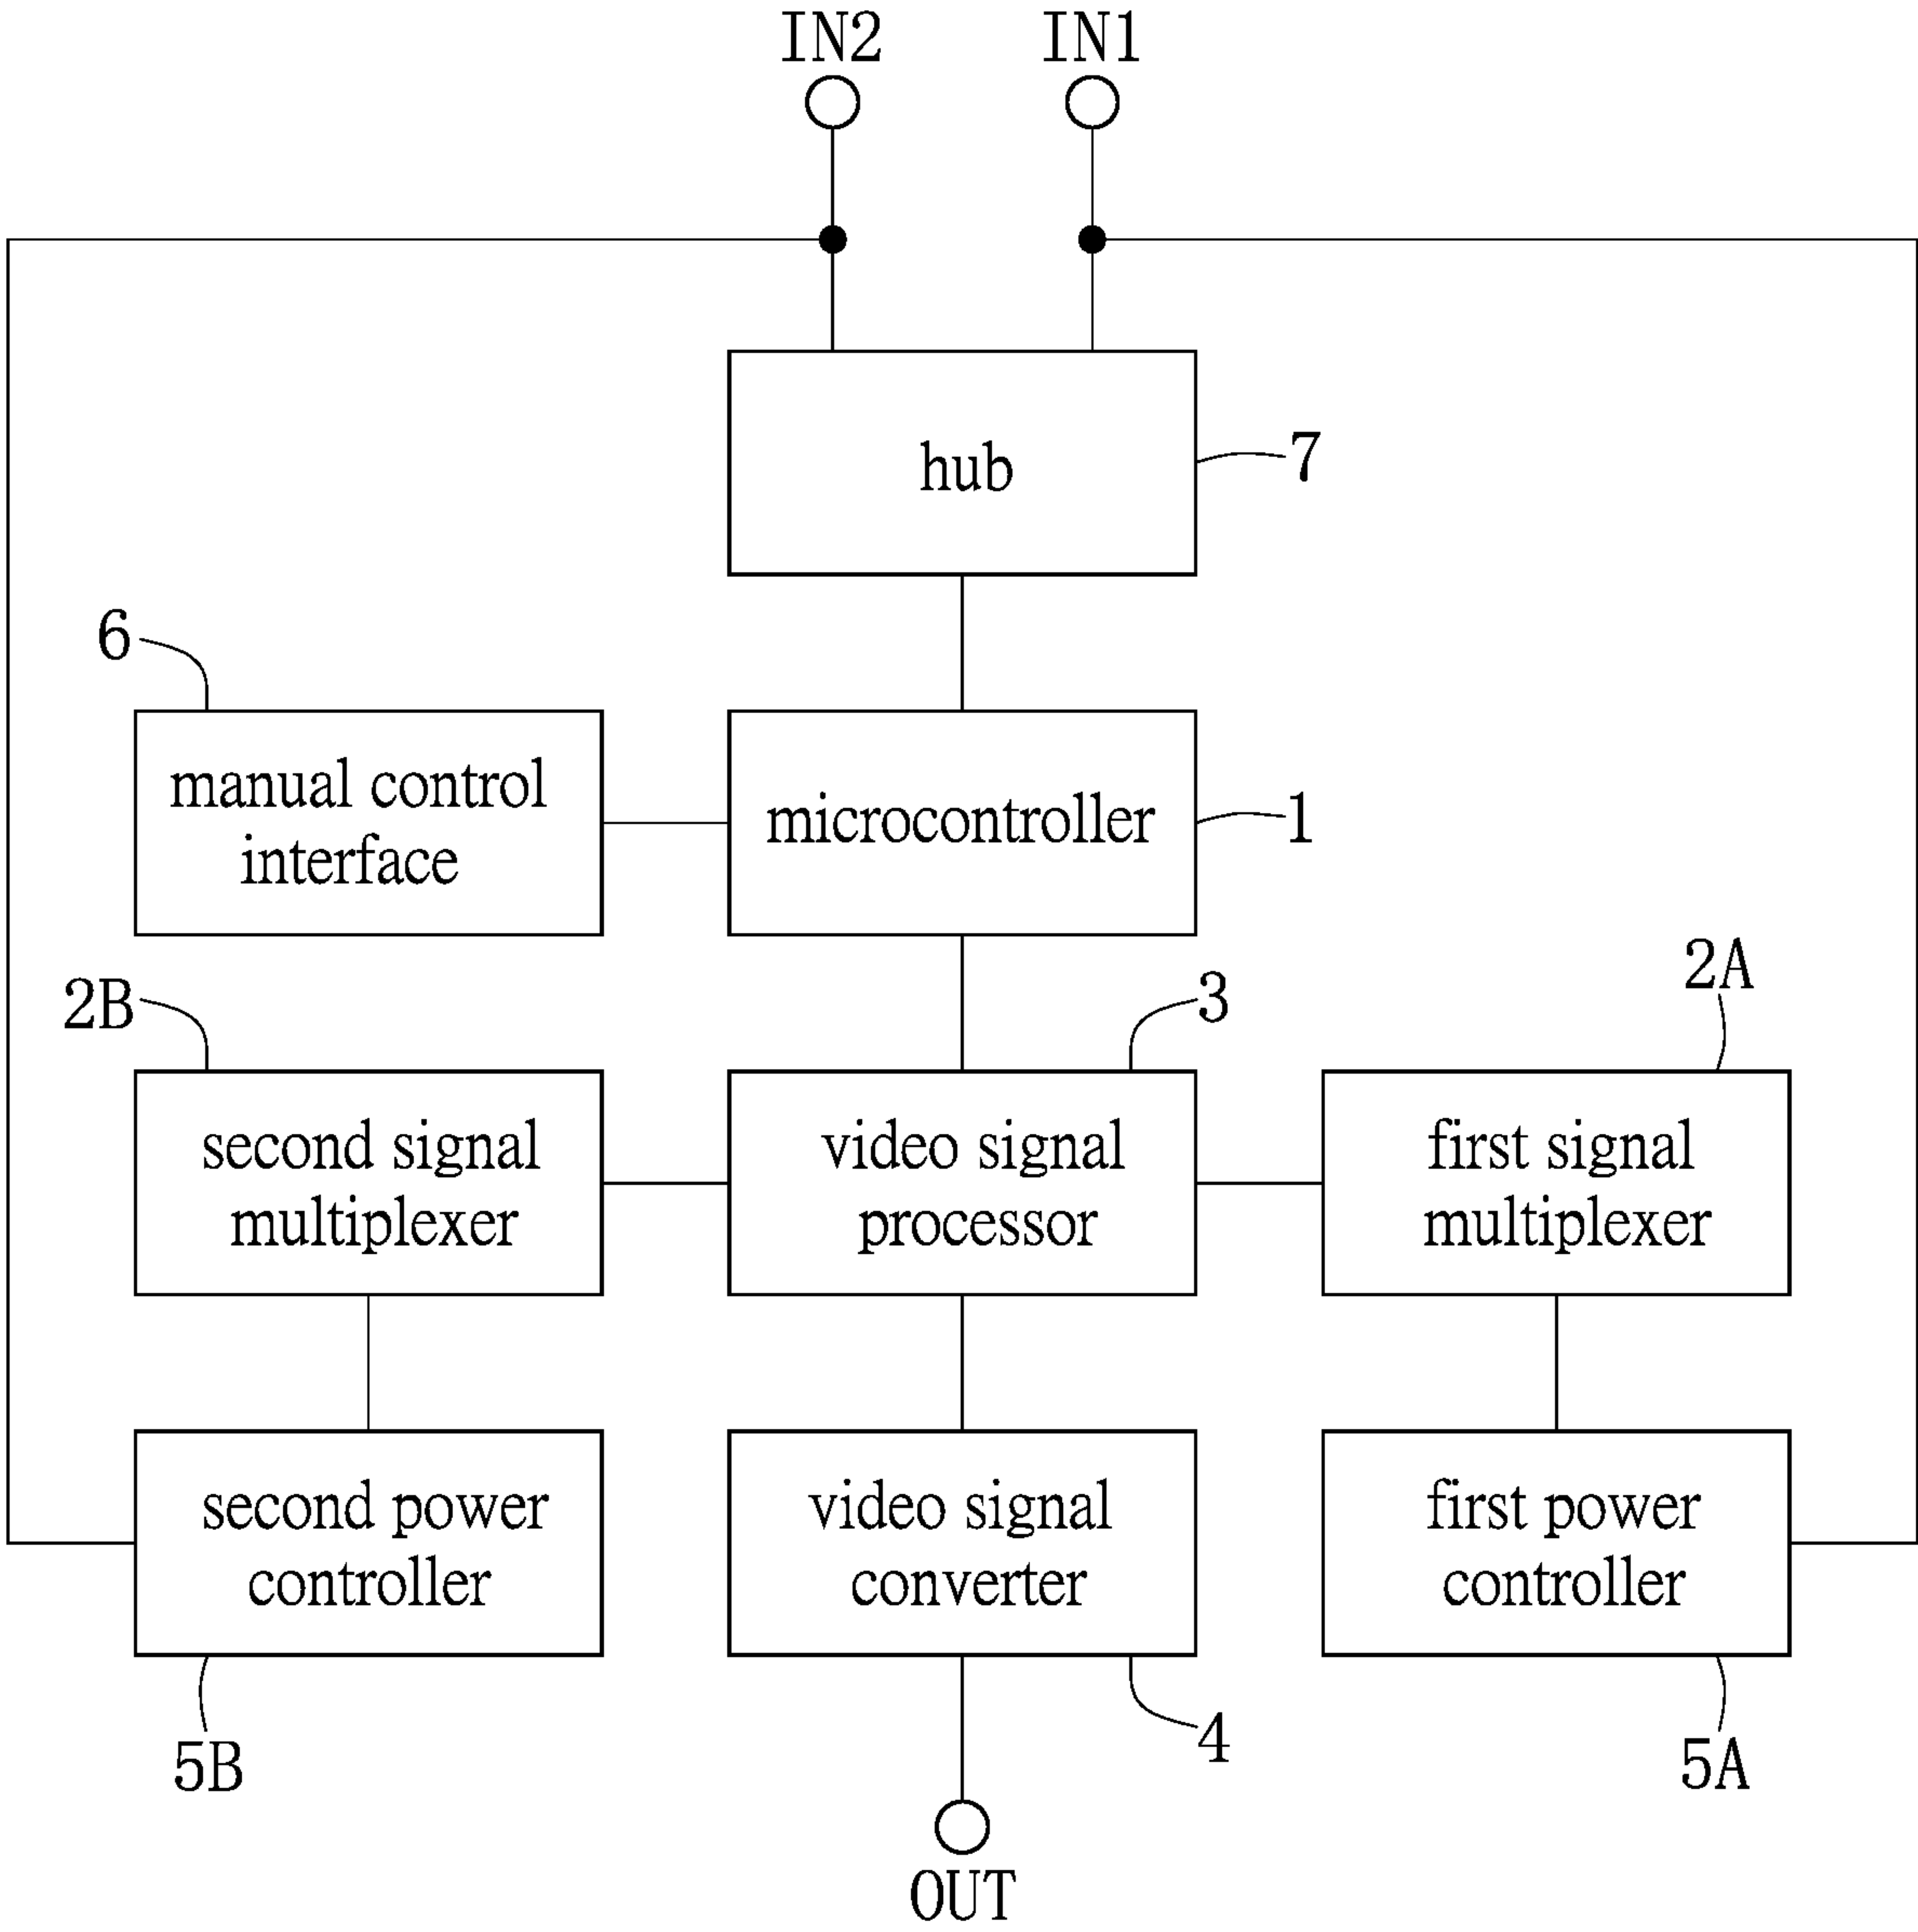 IN2
IN1
hub
7
6
manual control
interface
microcontroller
1
2B
3
2A
second signal
multiplexer
video signal
processor
first signal
multiplexer
second power
controller
video signal
converter
first power
controller
5B
4
5A
OUT